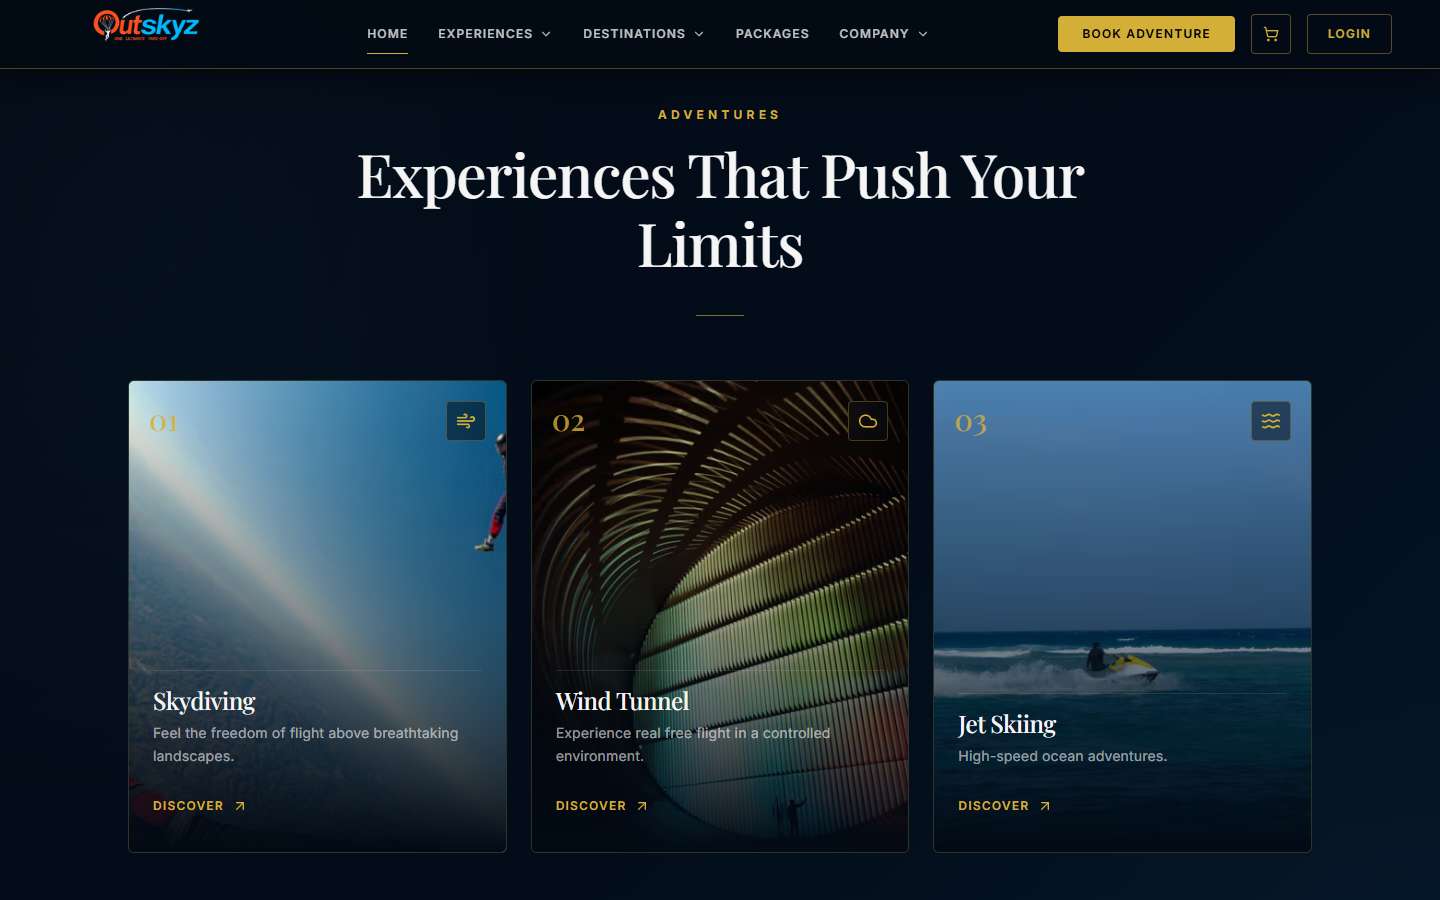 Outskyz
HOME
EXPERIENCES
DESTINATIONS
PACKAGES
COMPANY
BOOK ADVENTURE
LOGIN
ADVENTURES
Experiences That Push Your
Limits
01
Skydiving
Feel the freedom of flight above breathtaking
landscapes.
DISCOVER
02
Wind Tunnel
Experience real free flight in a controlled
environment.
DISCOVER
03
Jet Skiing
High-speed ocean adventures.
DISCOVER